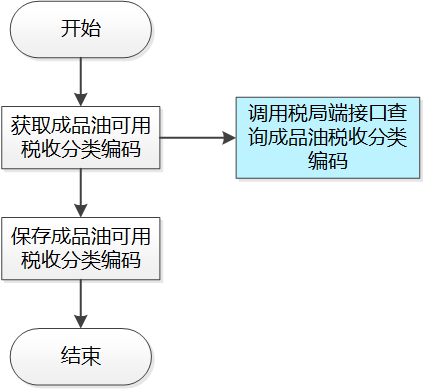 开始
获取成品油可用
税收分类编码
调用税局端接口查
询成品油税收分类
编码
保存成品油可用
税收分类编码
结束